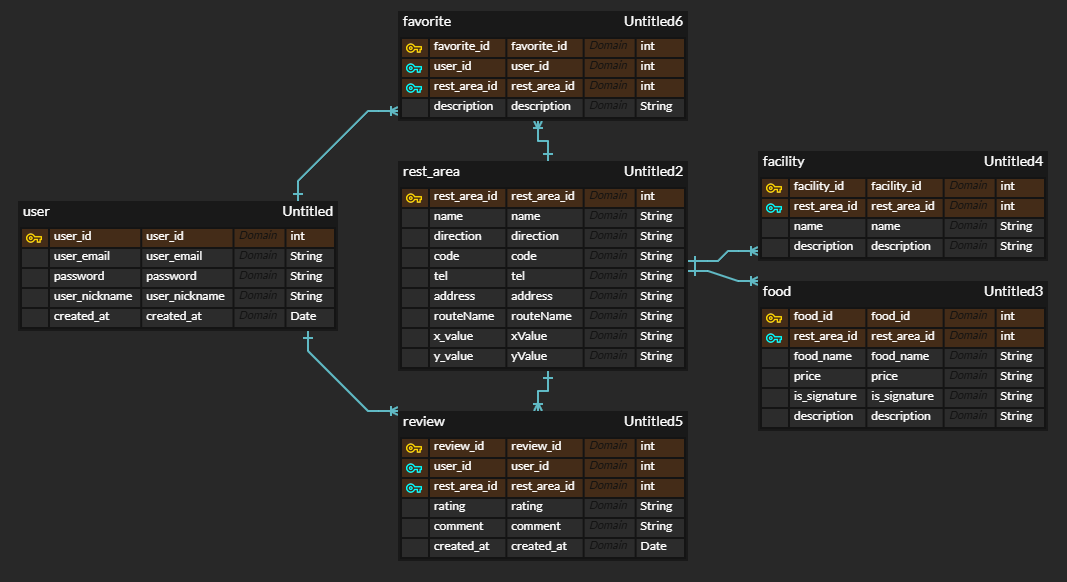 favorite Untitled6
favorite_id favorite_id Domain int
user_id user_id Domain int
rest_area_id rest_area_id Domain int
description description Domain String
rest_area Untitled2
rest_area_id rest_area_id Domain int
name name Domain String
direction direction Domain String
code code Domain String
tel tel Domain String
address address Domain String
routeName routeName Domain String
x_value xValue Domain String
y_value yValue Domain String
facility Untitled4
facility_id facility_id Domain int
rest_area_id rest_area_id Domain int
name name Domain String
description description Domain String
user Untitled
user_id user_id Domain int
user_email user_email Domain String
password password Domain String
user_nickname user_nickname Domain String
created_at created_at Domain Date
food Untitled3
food_id food_id Domain int
rest_area_id rest_area_id Domain int
food_name food_name Domain String
price price Domain String
is_signature is_signature Domain String
description description Domain String
review Untitled5
review_id review_id Domain int
user_id user_id Domain int
rest_area_id rest_area_id Domain int
rating rating Domain String
comment comment Domain String
created_at created_at Domain Date